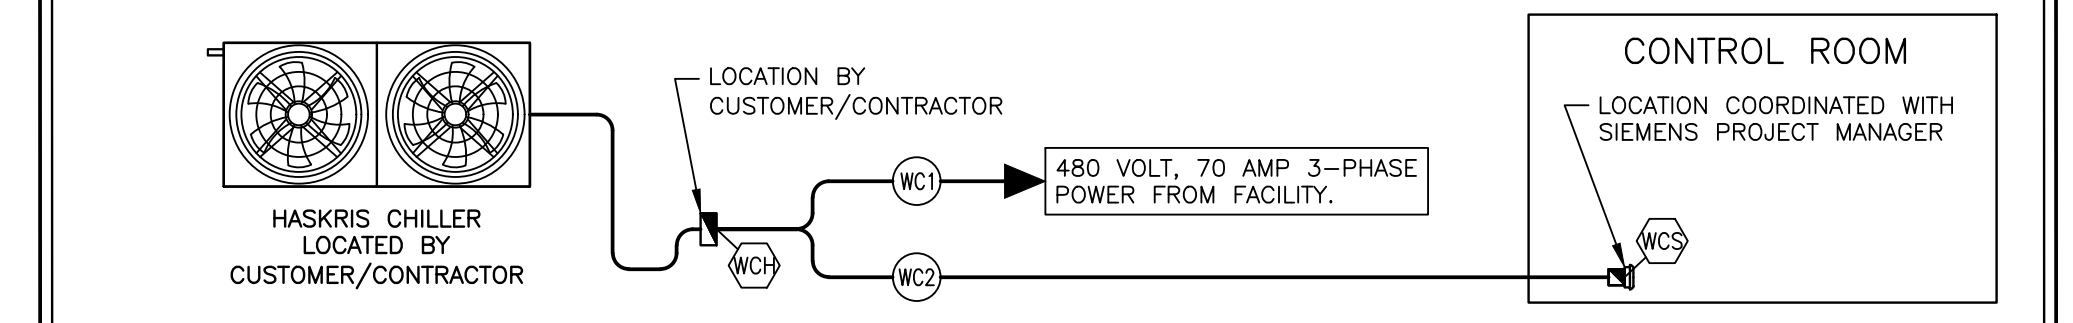 CONTROL ROOM
LOCATION BY
CUSTOMER/CONTRACTOR
LOCATION COORDINATED WITH
SIEMENS PROJECT MANAGER
480 VOLT, 70 AMP 3-PHASE
POWER FROM FACILITY.
WC1
HASKRIS CHILLER
LOCATED BY
CUSTOMER/CONTRACTOR
WCH
WC2
WCS